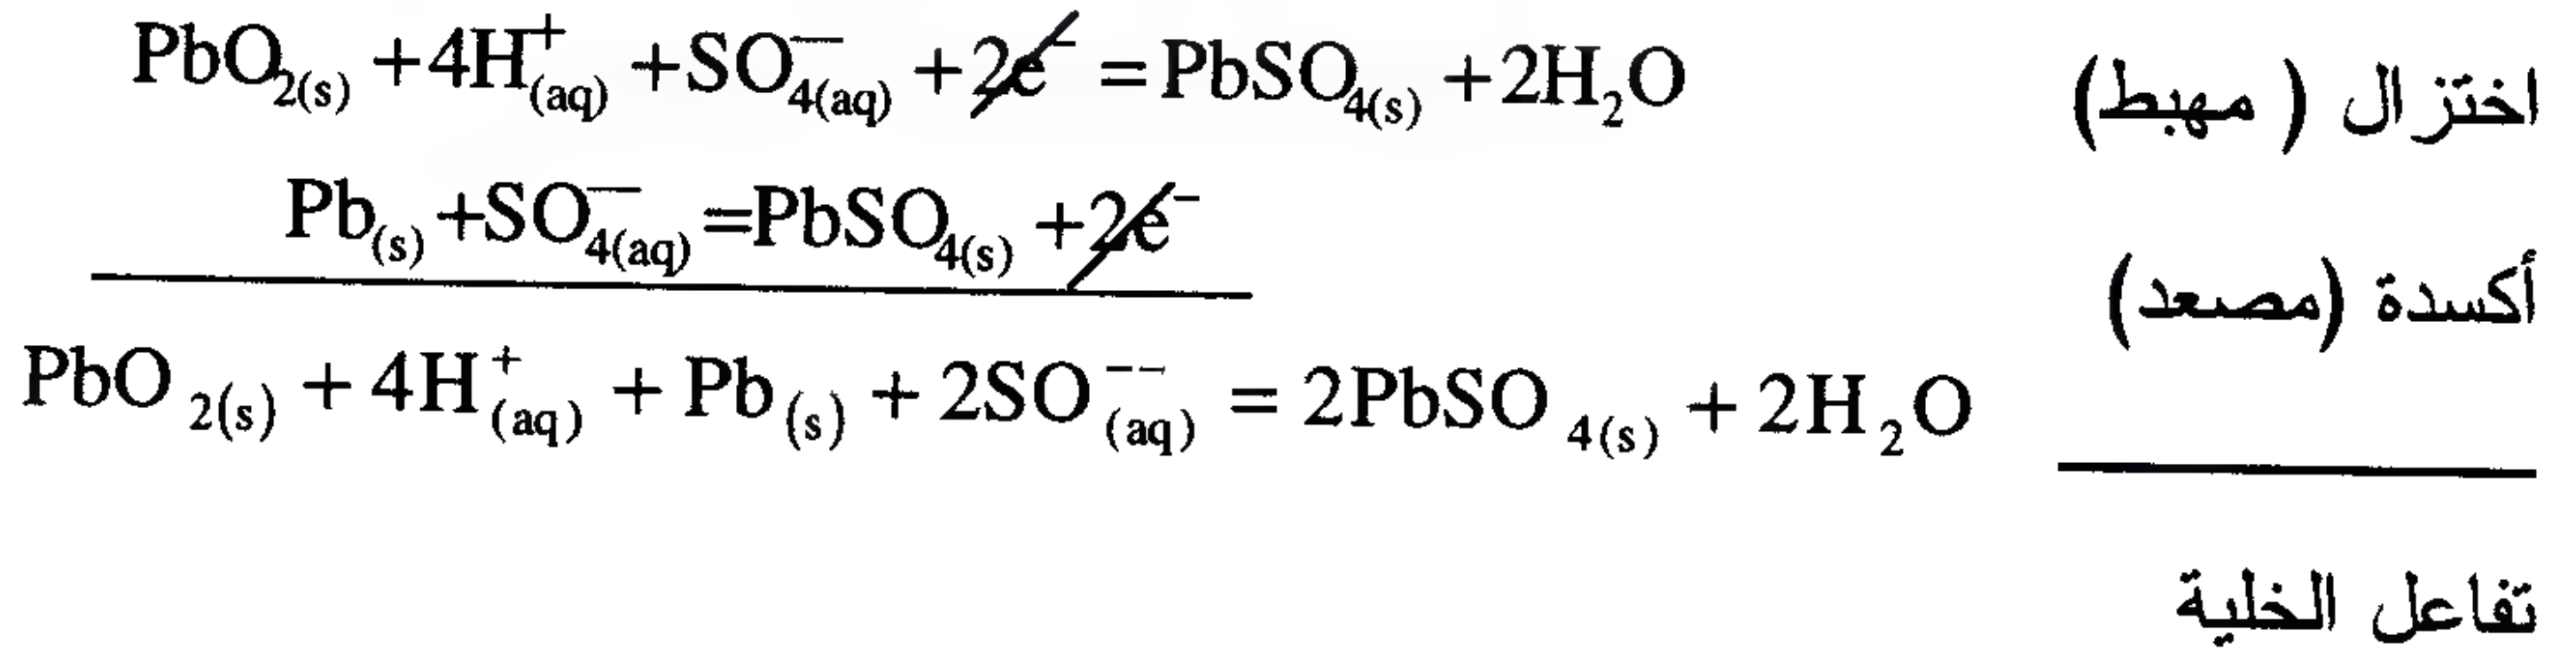 PbO₂(s) + 4H⁺(aq) + SO₄⁻⁻(aq) + 2e⁻ = PbSO₄(s) + 2H₂O اختزال ( مهبط)
Pb(s) + SO₄⁻⁻(aq) = PbSO₄(s) + 2e⁻ أكسدة (مصعد)
PbO₂(s) + 4H⁺(aq) + Pb(s) + 2SO⁻⁻(aq) = 2PbSO₄(s) + 2H₂O
تفاعل الخلية